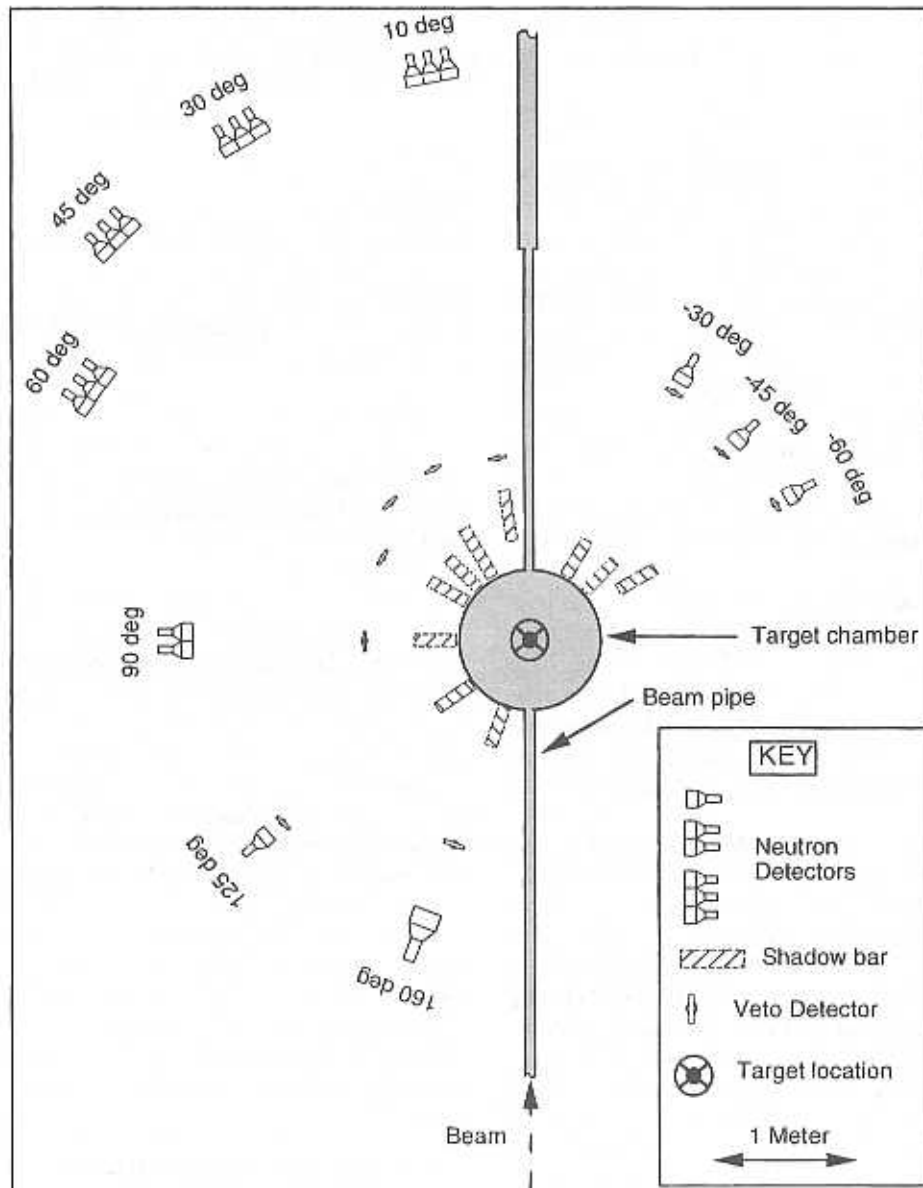 10 deg
30 deg
45 deg
60 deg
-30 deg
-45 deg
-60 deg
90 deg
Target chamber
Beam pipe
125 deg
160 deg
KEY
Neutron
Detectors
Shadow bar
Veto Detector
Target location
1 Meter
Beam